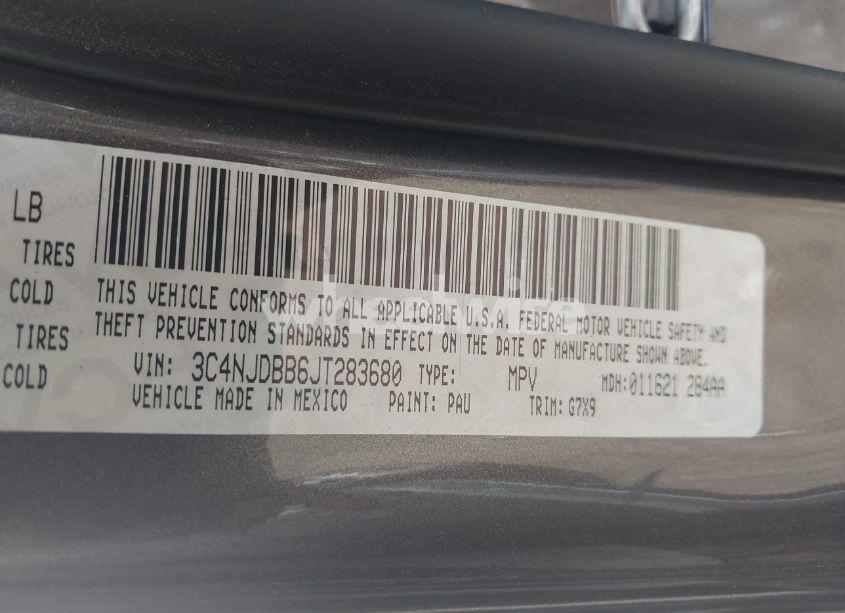 LB
TIRES
COLD
TIRES
COLD
THIS VEHICLE CONFORMS TO ALL APPLICABLE U.S.A. FEDERAL MOTOR VEHICLE SAFETY AND
THEFT PREVENTION STANDARDS IN EFFECT ON THE DATE OF MANUFACTURE SHOWN ABOVE.
VIN: 3C4NJDBB6JT283680 TYPE: MPV MDH:011621 284AA
VEHICLE MADE IN MEXICO PAINT: PAU TRIM: G7X9